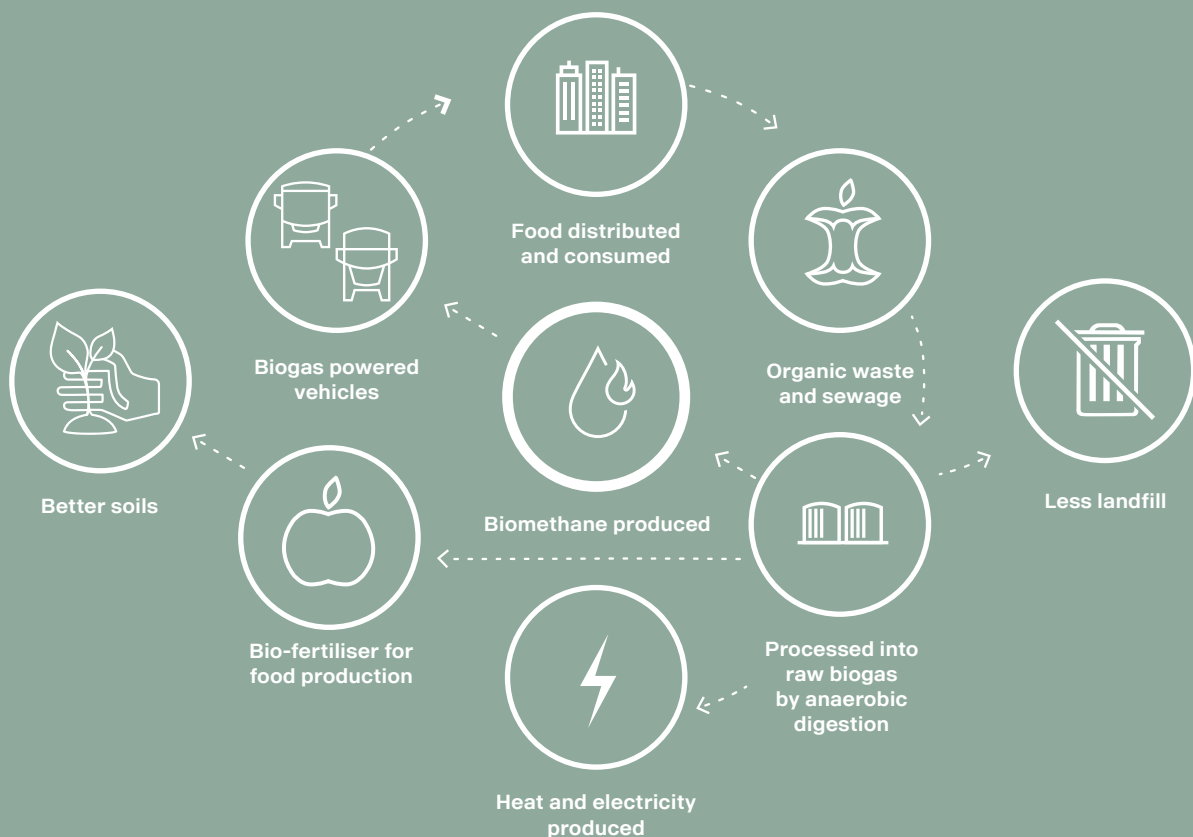 Food distributed
and consumed
Biogas powered
vehicles
Organic waste
and sewage
Better soils
Biomethane produced
Less landfill
Bio-fertiliser for
food production
Processed into
raw biogas
by anaerobic
digestion
Heat and electricity
produced